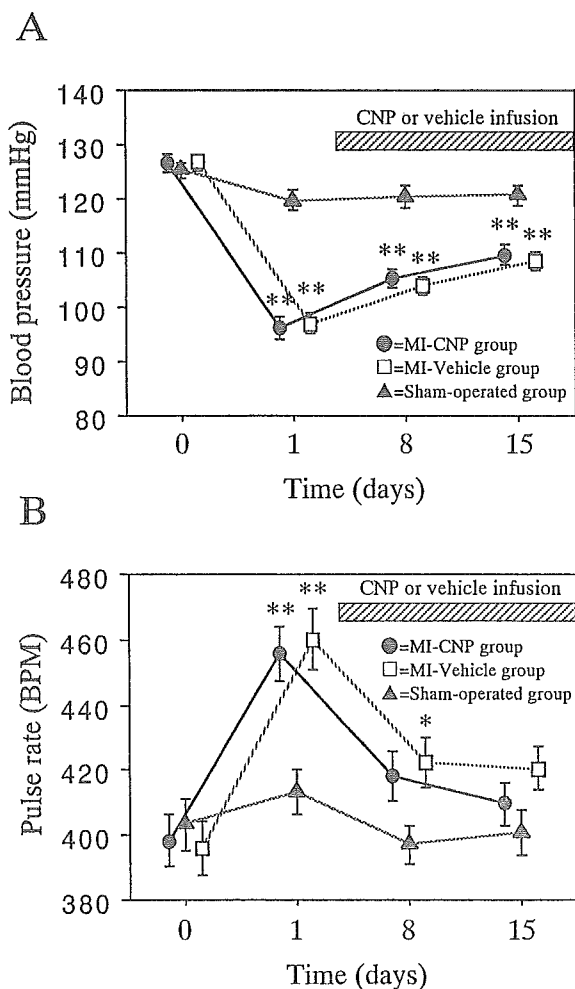 A
140
130
120
110
100
90
80
Blood pressure (mmHg)
CNP or vehicle infusion
** **
** **
** **
=MI-CNP group
=MI-Vehicle group
=Sham-operated group
0 1 8 15
Time (days)
B
480
460
440
420
400
380
Pulse rate (BPM)
CNP or vehicle infusion
** **
*
=MI-CNP group
=MI-Vehicle group
=Sham-operated group
0 1 8 15
Time (days)